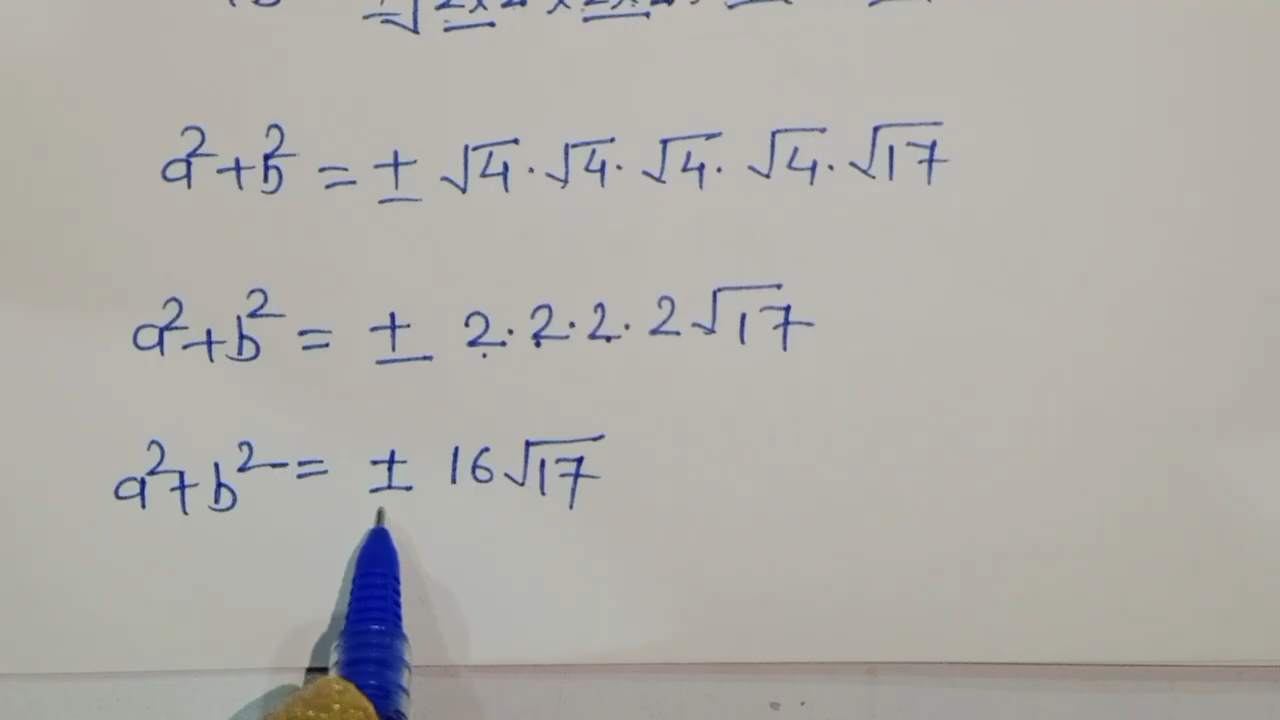 a²+b² = ± √4·√4·√4·√4·√17
a²+b² = ± 2·2·2·2√17
a²+b² = ± 16√17